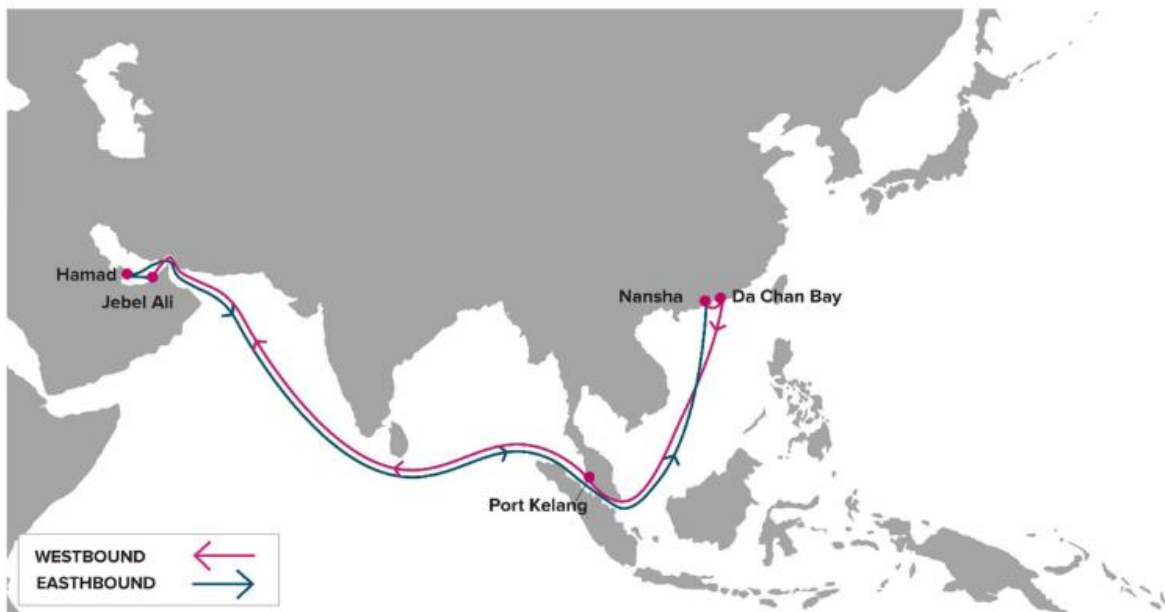 Hamad
Jebel Ali
Nansha
Da Chan Bay
Port Kelang
WESTBOUND
EASTHBOUND